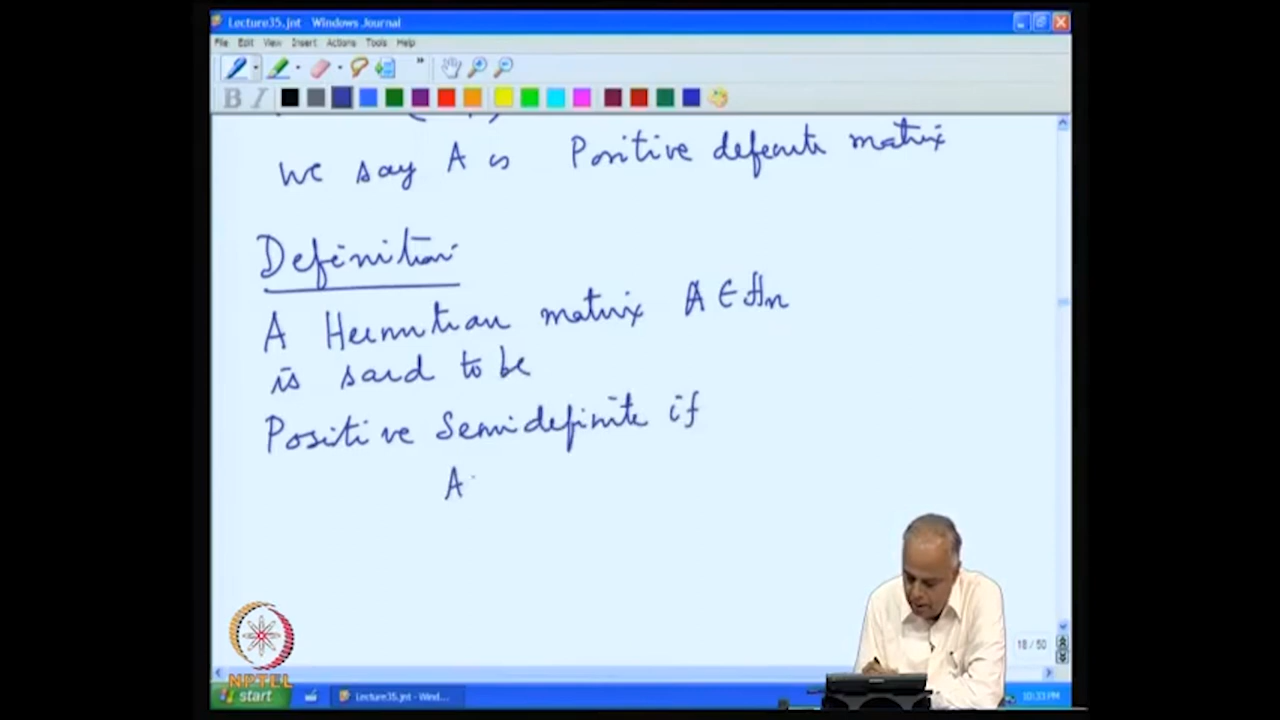 Lecture35.jnt - Windows Journal
File Edit View Insert Actions Tools Help
B I
we say A is Positive definite matrix
Definition
A Hermitian matrix A ∈ Hn
is said to be
Positive Semidefinite if
A
18 / 50
NPTEL
start
Lecture35.jnt - Wind...
10:33 PM